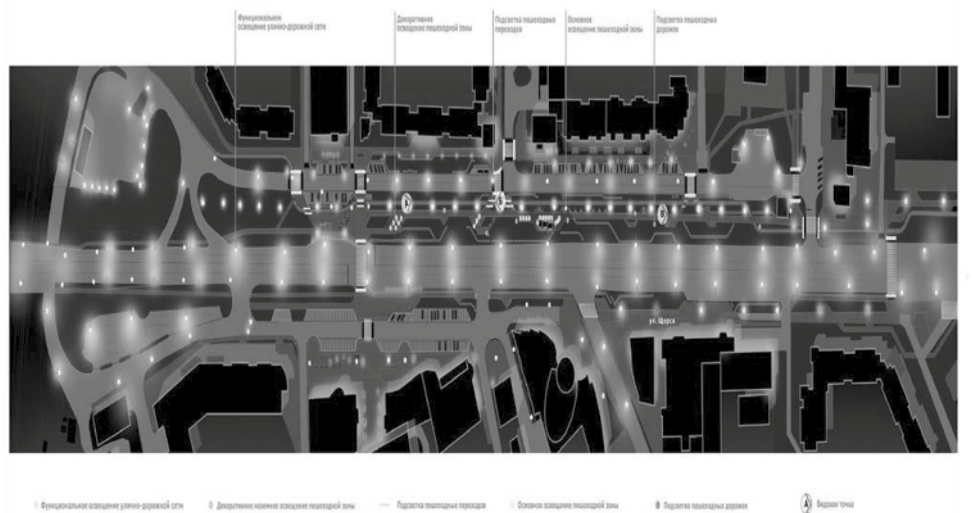 Функциональное
освещение улично-дорожной сети
Декоративное
освещение пешеходной зоны
Подсветка пешеходных
переходов
Основное
освещение пешеходной зоны
Подсветка пешеходных
дорожек
ул. Щорса
Функциональное освещение улично-дорожной сети
Декоративное наземное освещение пешеходной зоны
Подсветка пешеходных переходов
Основное освещение пешеходной зоны
Подсветка пешеходных дорожек
Видовая точка